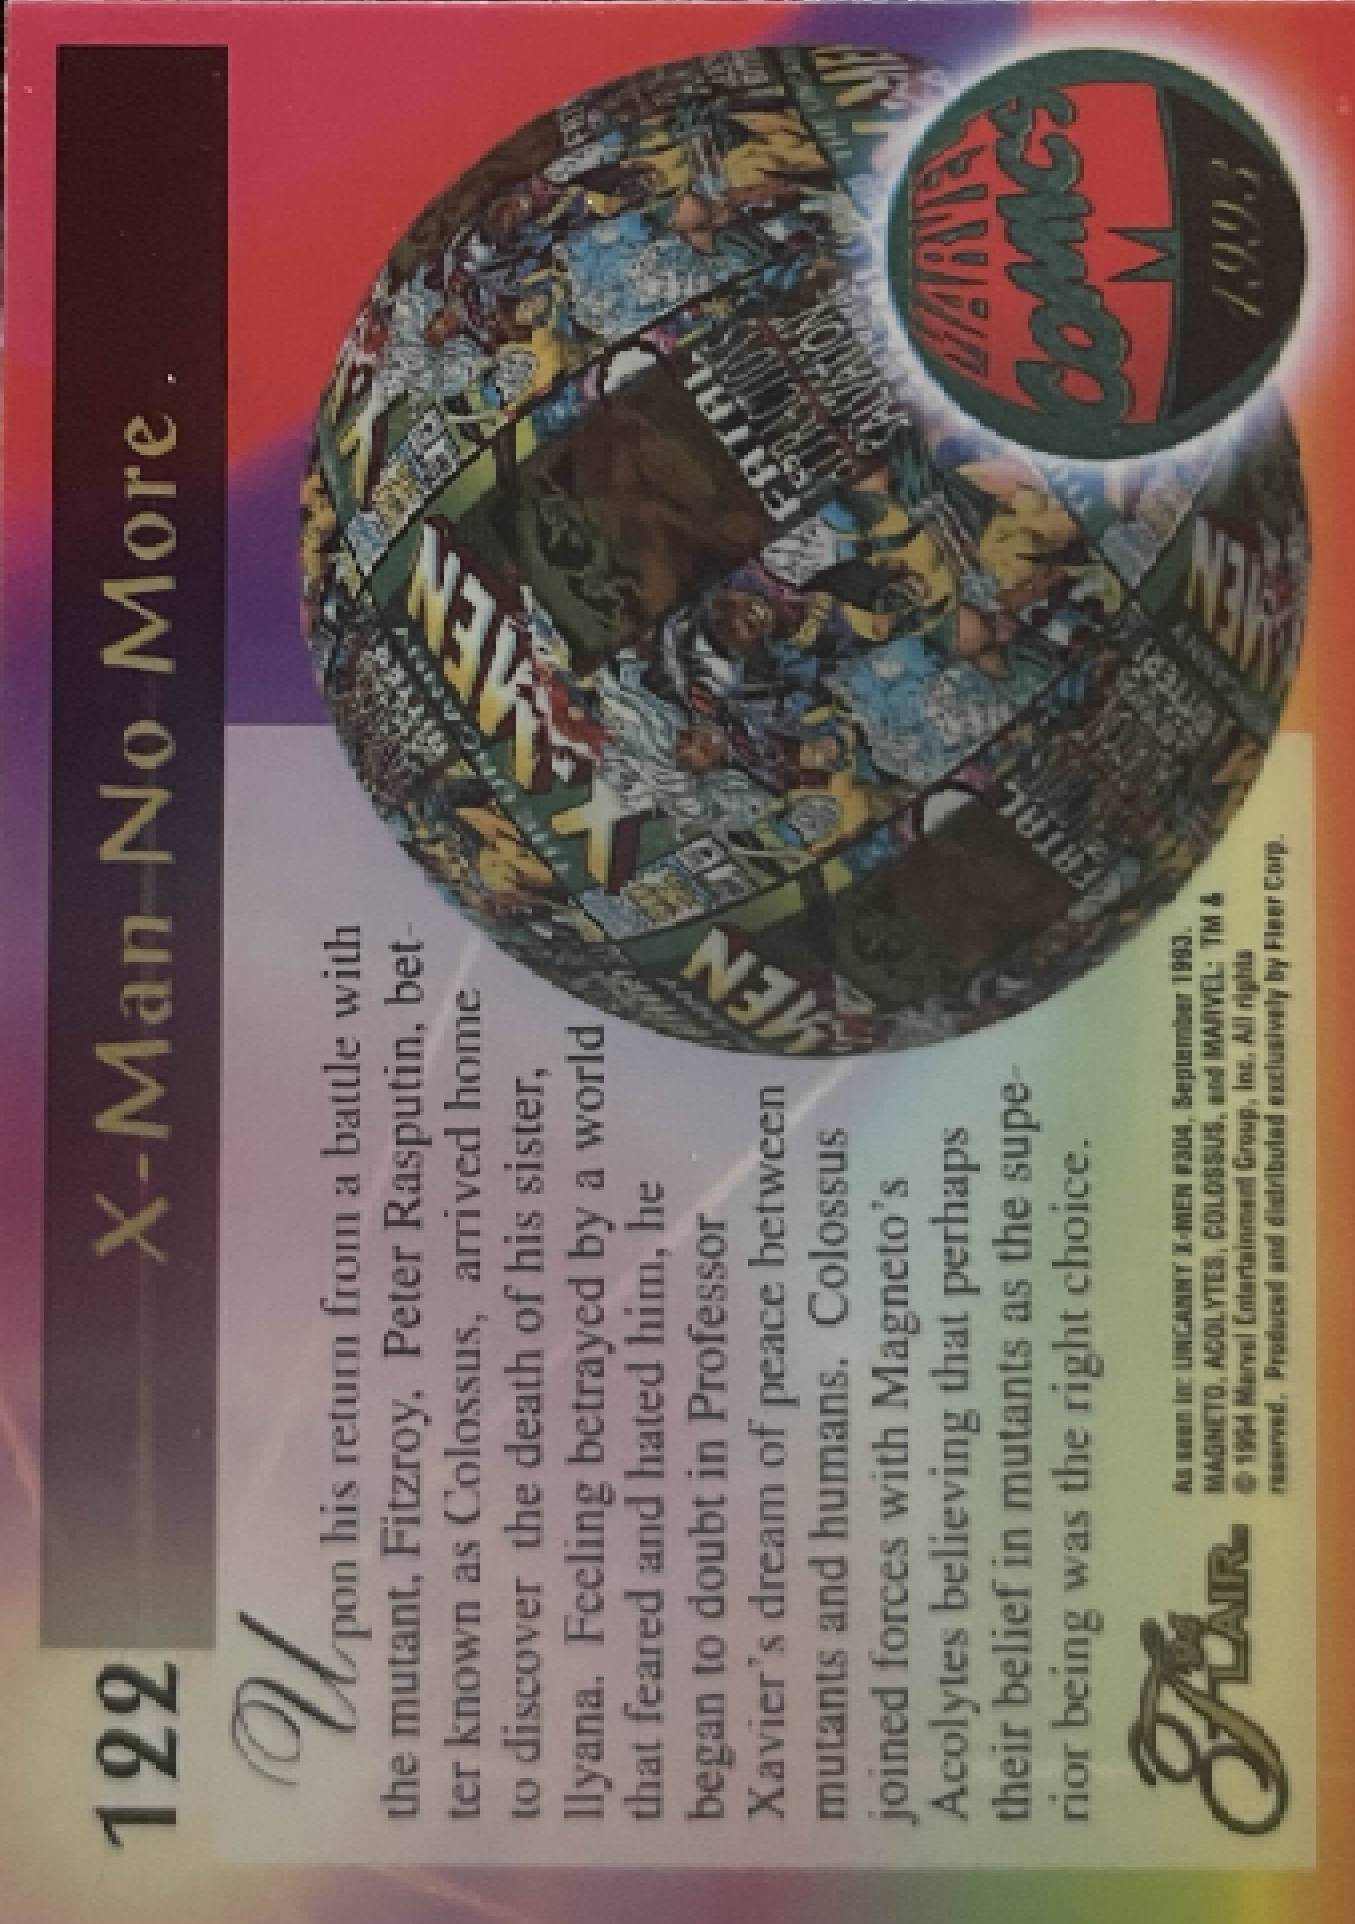 122
X-Man No More
Upon his return from a battle with
the mutant, Fitzroy, Peter Rasputin, bet-
ter known as Colossus, arrived home
to discover the death of his sister,
Ilyana. Feeling betrayed by a world
that feared and hated him, he
began to doubt in Professor
Xavier's dream of peace between
mutants and humans. Colossus
joined forces with Magneto's
Acolytes believing that perhaps
their belief in mutants as the supe-
rior being was the right choice.
X-MEN
FATAL
ATTRACTIONS
SALVATION
MEN
FATAL
MEN
MARVEL
COMICS
M
1993
'94
FLAIR
As seen in: UNCANNY X-MEN #304, September 1993.
MAGNETO, ACOLYTES, COLOSSUS, and MARVEL: TM &
© 1994 Marvel Entertainment Group, Inc. All rights
reserved. Produced and distributed exclusively by Fleer Corp.